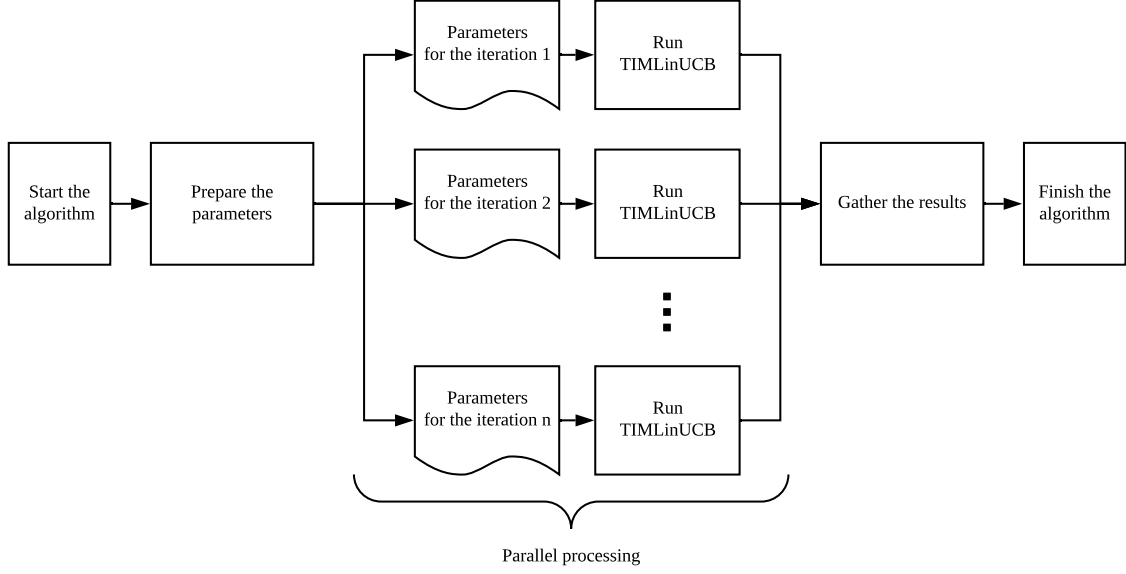 Start the
algorithm
Prepare the
parameters
Parameters
for the iteration 1
Run
TIMLinUCB
Parameters
for the iteration 2
Run
TIMLinUCB
Parameters
for the iteration n
Run
TIMLinUCB
Gather the results
Finish the
algorithm
Parallel processing